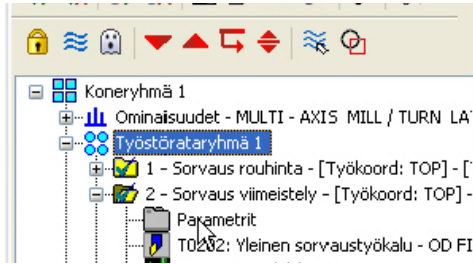 Koneryhmä 1
Ominaisuudet - MULTI - AXIS MILL / TURN LA
Työstörataryhmä 1
1 - Sorvaus rouhinta - [Työkoord: TOP] - [
2 - Sorvaus viimeistely - [Työkoord: TOP] -
Parametrit
T0202: Yleinen sorvaustyökalu - OD FI